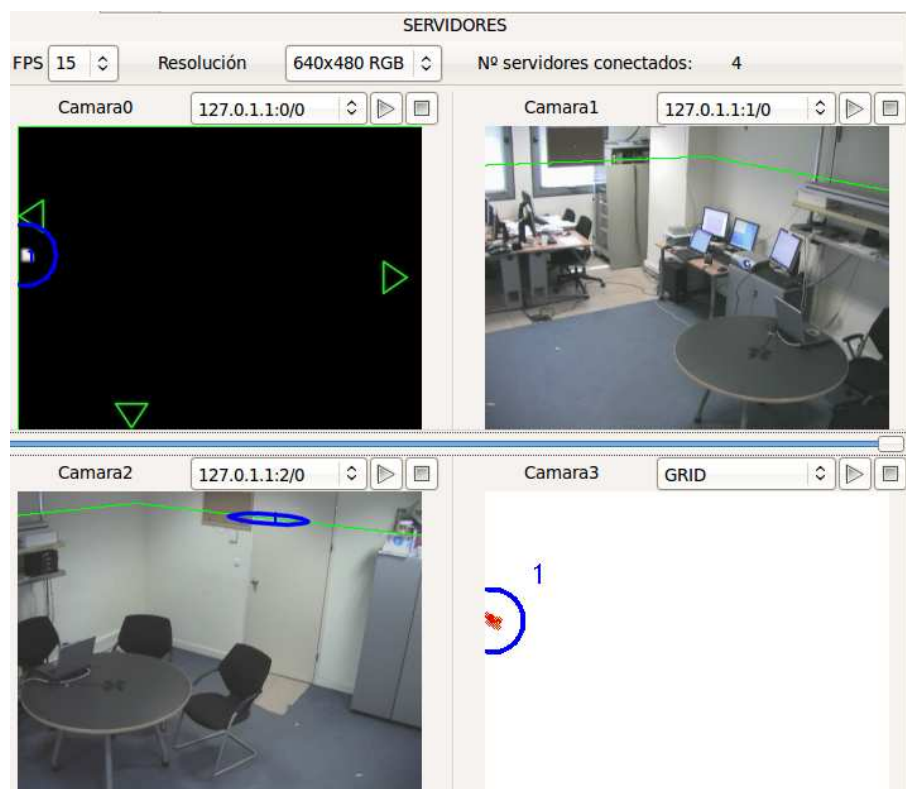 SERVIDORES
FPS 15 Resolución 640x480 RGB Nº servidores conectados: 4
Camara0 127.0.1.1:0/0 Camara1 127.0.1.1:1/0
Camara2 127.0.1.1:2/0 Camara3 GRID
1